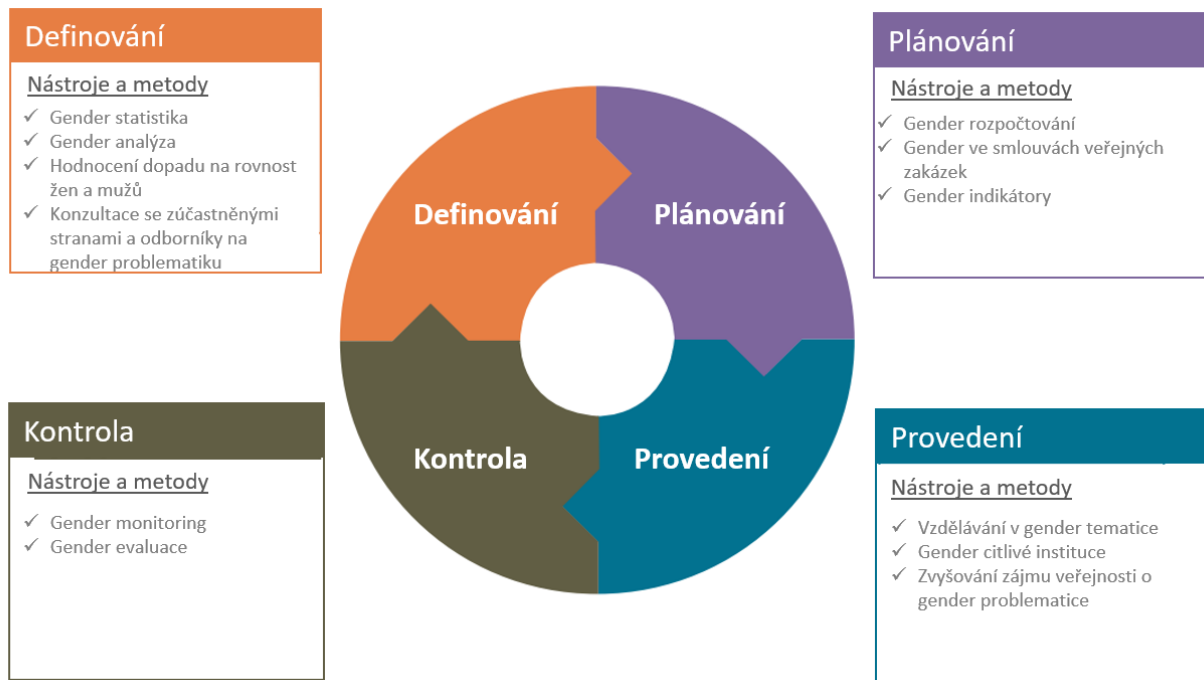 Definování
Nástroje a metody
✓ Gender statistika
✓ Gender analýza
✓ Hodnocení dopadu na rovnost
žen a mužů
✓ Konzultace se zúčastněnými
stranami a odborníky na
gender problematiku
Plánování
Nástroje a metody
✓ Gender rozpočtování
✓ Gender ve smlouvách veřejných
zakázek
✓ Gender indikátory
Definování
Plánování
Kontrola
Provedení
Kontrola
Nástroje a metody
✓ Gender monitoring
✓ Gender evaluace
Provedení
Nástroje a metody
✓ Vzdělávání v gender tematice
✓ Gender citlivé instituce
✓ Zvyšování zájmu veřejnosti o
gender problematice